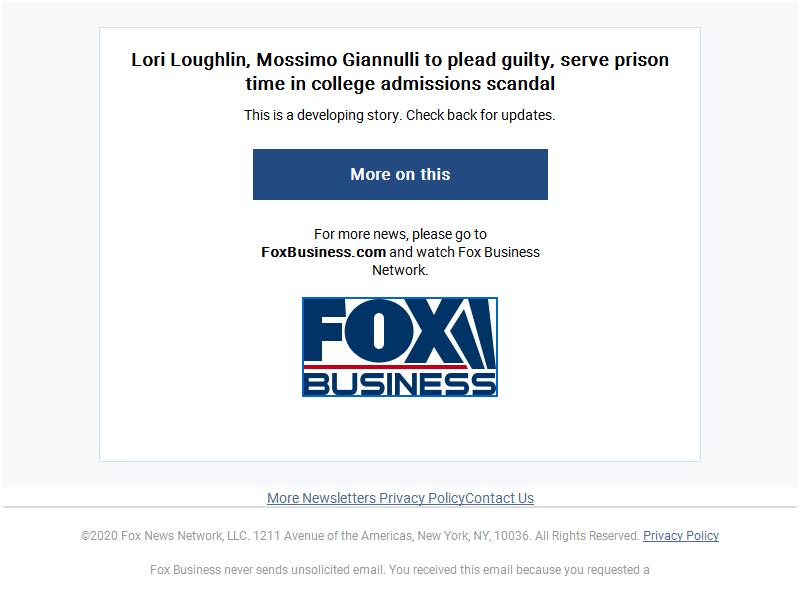 Lori Loughlin, Mossimo Giannulli to plead guilty, serve prison
time in college admissions scandal
This is a developing story. Check back for updates.
More on this
For more news, please go to
FoxBusiness.com and watch Fox Business
Network.
FOX
BUSINESS
More Newsletters Privacy PolicyContact Us
©2020 Fox News Network, LLC. 1211 Avenue of the Americas, New York, NY, 10036. All Rights Reserved. Privacy Policy
Fox Business never sends unsolicited email. You received this email because you requested a